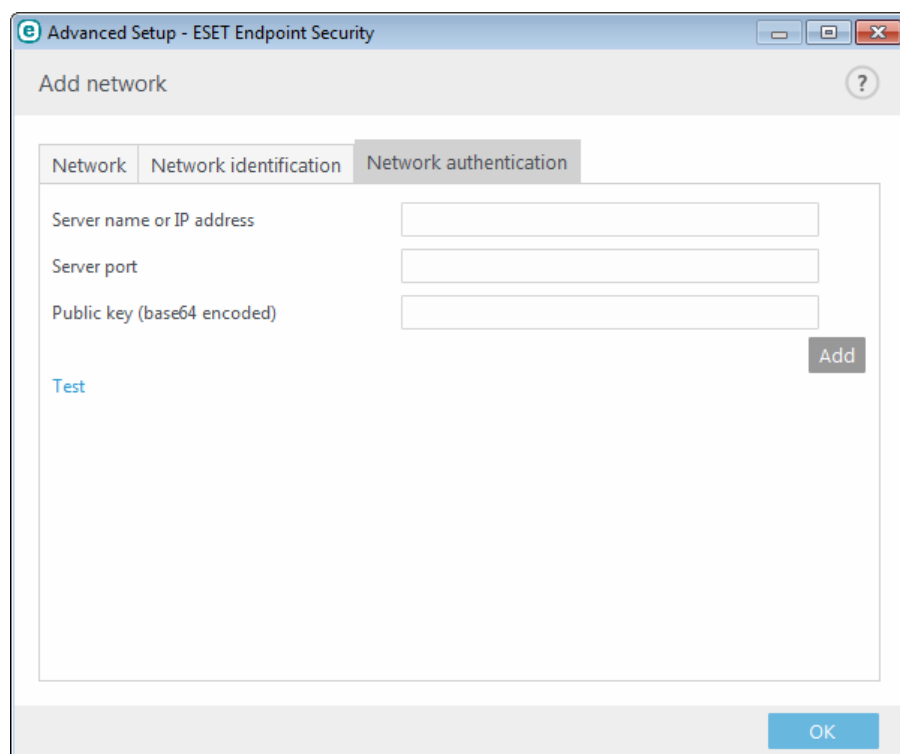 e Advanced Setup - ESET Endpoint Security
Add network
?
Network Network identification Network authentication
Server name or IP address
Server port
Public key (base64 encoded)
Add
Test
OK